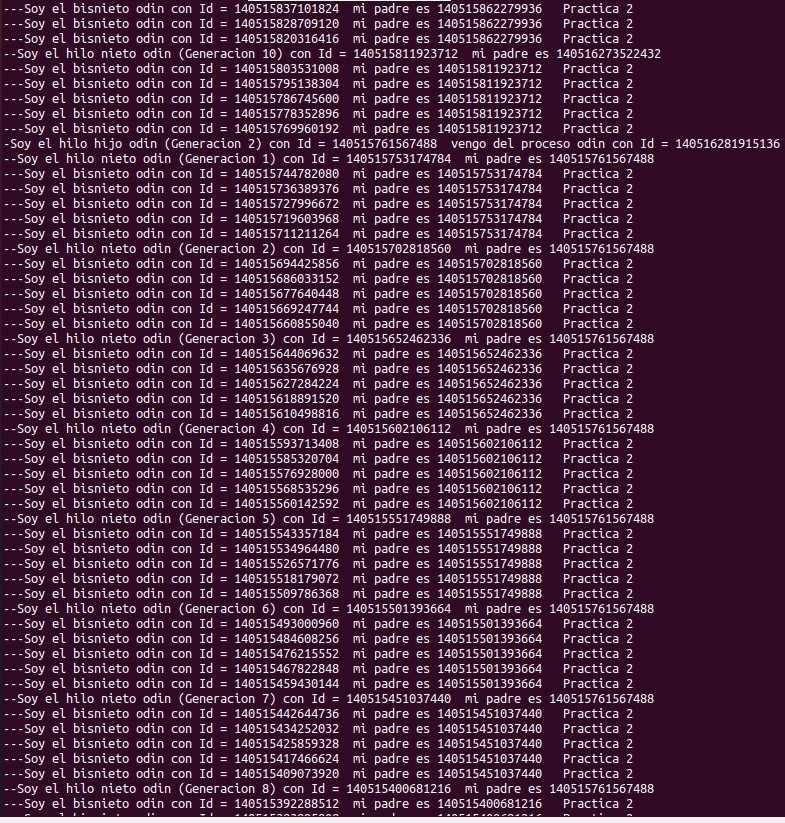 ---Soy el bisnieto odin con Id = 140515837101824  mi padre es 140515862279936   Practica 2
---Soy el bisnieto odin con Id = 140515828709120  mi padre es 140515862279936   Practica 2
---Soy el bisnieto odin con Id = 140515820316416  mi padre es 140515862279936   Practica 2
--Soy el hilo nieto odin (Generacion 10) con Id = 140515811923712  mi padre es 140516273522432
---Soy el bisnieto odin con Id = 140515803531008  mi padre es 140515811923712   Practica 2
---Soy el bisnieto odin con Id = 140515795138304  mi padre es 140515811923712   Practica 2
---Soy el bisnieto odin con Id = 140515786745600  mi padre es 140515811923712   Practica 2
---Soy el bisnieto odin con Id = 140515778352896  mi padre es 140515811923712   Practica 2
---Soy el bisnieto odin con Id = 140515769960192  mi padre es 140515811923712   Practica 2
-Soy el hilo hijo odin (Generacion 2) con Id = 140515761567488  vengo del proceso odin con Id = 140516281915136
--Soy el hilo nieto odin (Generacion 1) con Id = 140515753174784  mi padre es 140515761567488
---Soy el bisnieto odin con Id = 140515744782080  mi padre es 140515753174784   Practica 2
---Soy el bisnieto odin con Id = 140515736389376  mi padre es 140515753174784   Practica 2
---Soy el bisnieto odin con Id = 140515727996672  mi padre es 140515753174784   Practica 2
---Soy el bisnieto odin con Id = 140515719603968  mi padre es 140515753174784   Practica 2
---Soy el bisnieto odin con Id = 140515711211264  mi padre es 140515753174784   Practica 2
--Soy el hilo nieto odin (Generacion 2) con Id = 140515702818560  mi padre es 140515761567488
---Soy el bisnieto odin con Id = 140515694425856  mi padre es 140515702818560   Practica 2
---Soy el bisnieto odin con Id = 140515686033152  mi padre es 140515702818560   Practica 2
---Soy el bisnieto odin con Id = 140515677640448  mi padre es 140515702818560   Practica 2
---Soy el bisnieto odin con Id = 140515669247744  mi padre es 140515702818560   Practica 2
---Soy el bisnieto odin con Id = 140515660855040  mi padre es 140515702818560   Practica 2
--Soy el hilo nieto odin (Generacion 3) con Id = 140515652462336  mi padre es 140515761567488
---Soy el bisnieto odin con Id = 140515644069632  mi padre es 140515652462336   Practica 2
---Soy el bisnieto odin con Id = 140515635676928  mi padre es 140515652462336   Practica 2
---Soy el bisnieto odin con Id = 140515627284224  mi padre es 140515652462336   Practica 2
---Soy el bisnieto odin con Id = 140515618891520  mi padre es 140515652462336   Practica 2
---Soy el bisnieto odin con Id = 140515610498816  mi padre es 140515652462336   Practica 2
--Soy el hilo nieto odin (Generacion 4) con Id = 140515602106112  mi padre es 140515761567488
---Soy el bisnieto odin con Id = 140515593713408  mi padre es 140515602106112   Practica 2
---Soy el bisnieto odin con Id = 140515585320704  mi padre es 140515602106112   Practica 2
---Soy el bisnieto odin con Id = 140515576928000  mi padre es 140515602106112   Practica 2
---Soy el bisnieto odin con Id = 140515568535296  mi padre es 140515602106112   Practica 2
---Soy el bisnieto odin con Id = 140515560142592  mi padre es 140515602106112   Practica 2
--Soy el hilo nieto odin (Generacion 5) con Id = 140515551749888  mi padre es 140515761567488
---Soy el bisnieto odin con Id = 140515543357184  mi padre es 140515551749888   Practica 2
---Soy el bisnieto odin con Id = 140515534964480  mi padre es 140515551749888   Practica 2
---Soy el bisnieto odin con Id = 140515526571776  mi padre es 140515551749888   Practica 2
---Soy el bisnieto odin con Id = 140515518179072  mi padre es 140515551749888   Practica 2
---Soy el bisnieto odin con Id = 140515509786368  mi padre es 140515551749888   Practica 2
--Soy el hilo nieto odin (Generacion 6) con Id = 140515501393664  mi padre es 140515761567488
---Soy el bisnieto odin con Id = 140515493000960  mi padre es 140515501393664   Practica 2
---Soy el bisnieto odin con Id = 140515484608256  mi padre es 140515501393664   Practica 2
---Soy el bisnieto odin con Id = 140515476215552  mi padre es 140515501393664   Practica 2
---Soy el bisnieto odin con Id = 140515467822848  mi padre es 140515501393664   Practica 2
---Soy el bisnieto odin con Id = 140515459430144  mi padre es 140515501393664   Practica 2
--Soy el hilo nieto odin (Generacion 7) con Id = 140515451037440  mi padre es 140515761567488
---Soy el bisnieto odin con Id = 140515442644736  mi padre es 140515451037440   Practica 2
---Soy el bisnieto odin con Id = 140515434252032  mi padre es 140515451037440   Practica 2
---Soy el bisnieto odin con Id = 140515425859328  mi padre es 140515451037440   Practica 2
---Soy el bisnieto odin con Id = 140515417466624  mi padre es 140515451037440   Practica 2
---Soy el bisnieto odin con Id = 140515409073920  mi padre es 140515451037440   Practica 2
--Soy el hilo nieto odin (Generacion 8) con Id = 140515400681216  mi padre es 140515761567488
---Soy el bisnieto odin con Id = 140515392288512  mi padre es 140515400681216   Practica 2